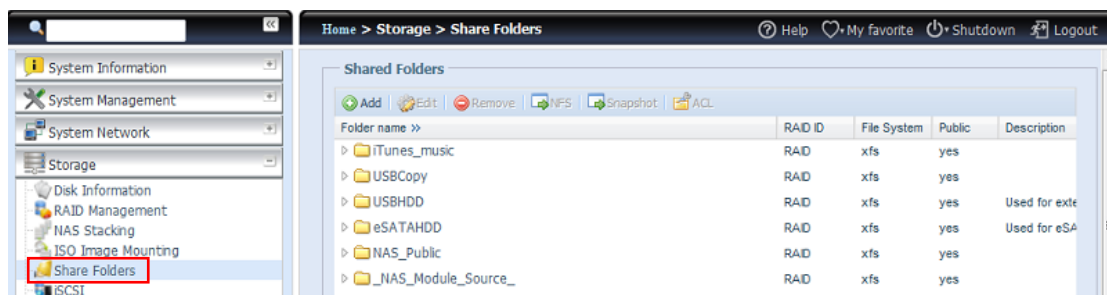 Home > Storage > Share Folders Help My favorite Shutdown Logout
System Information
System Management
System Network
Storage
Disk Information
RAID Management
NAS Stacking
ISO Image Mounting
Share Folders
iSCSI
Shared Folders
Add Edit Remove NFS Snapshot ACL
Folder name » RAID ID File System Public Description
iTunes_music RAID xfs yes
USBCopy RAID xfs yes
USBHDD RAID xfs yes Used for exte
eSATAHDD RAID xfs yes Used for eSA
NAS_Public RAID xfs yes
_NAS_Module_Source_ RAID xfs yes